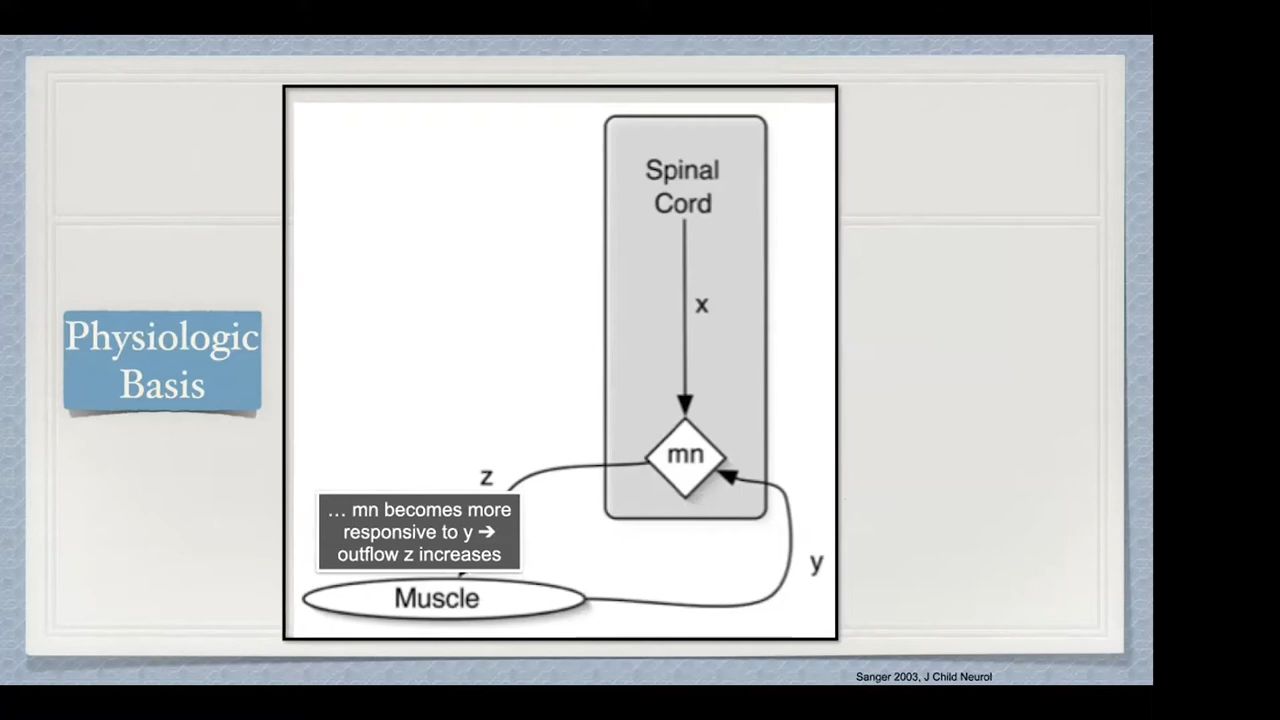 Physiologic
Basis
Spinal
Cord
x
mn
z
… mn becomes more
responsive to y ➔
outflow z increases
y
Muscle
Sanger 2003, J Child Neurol